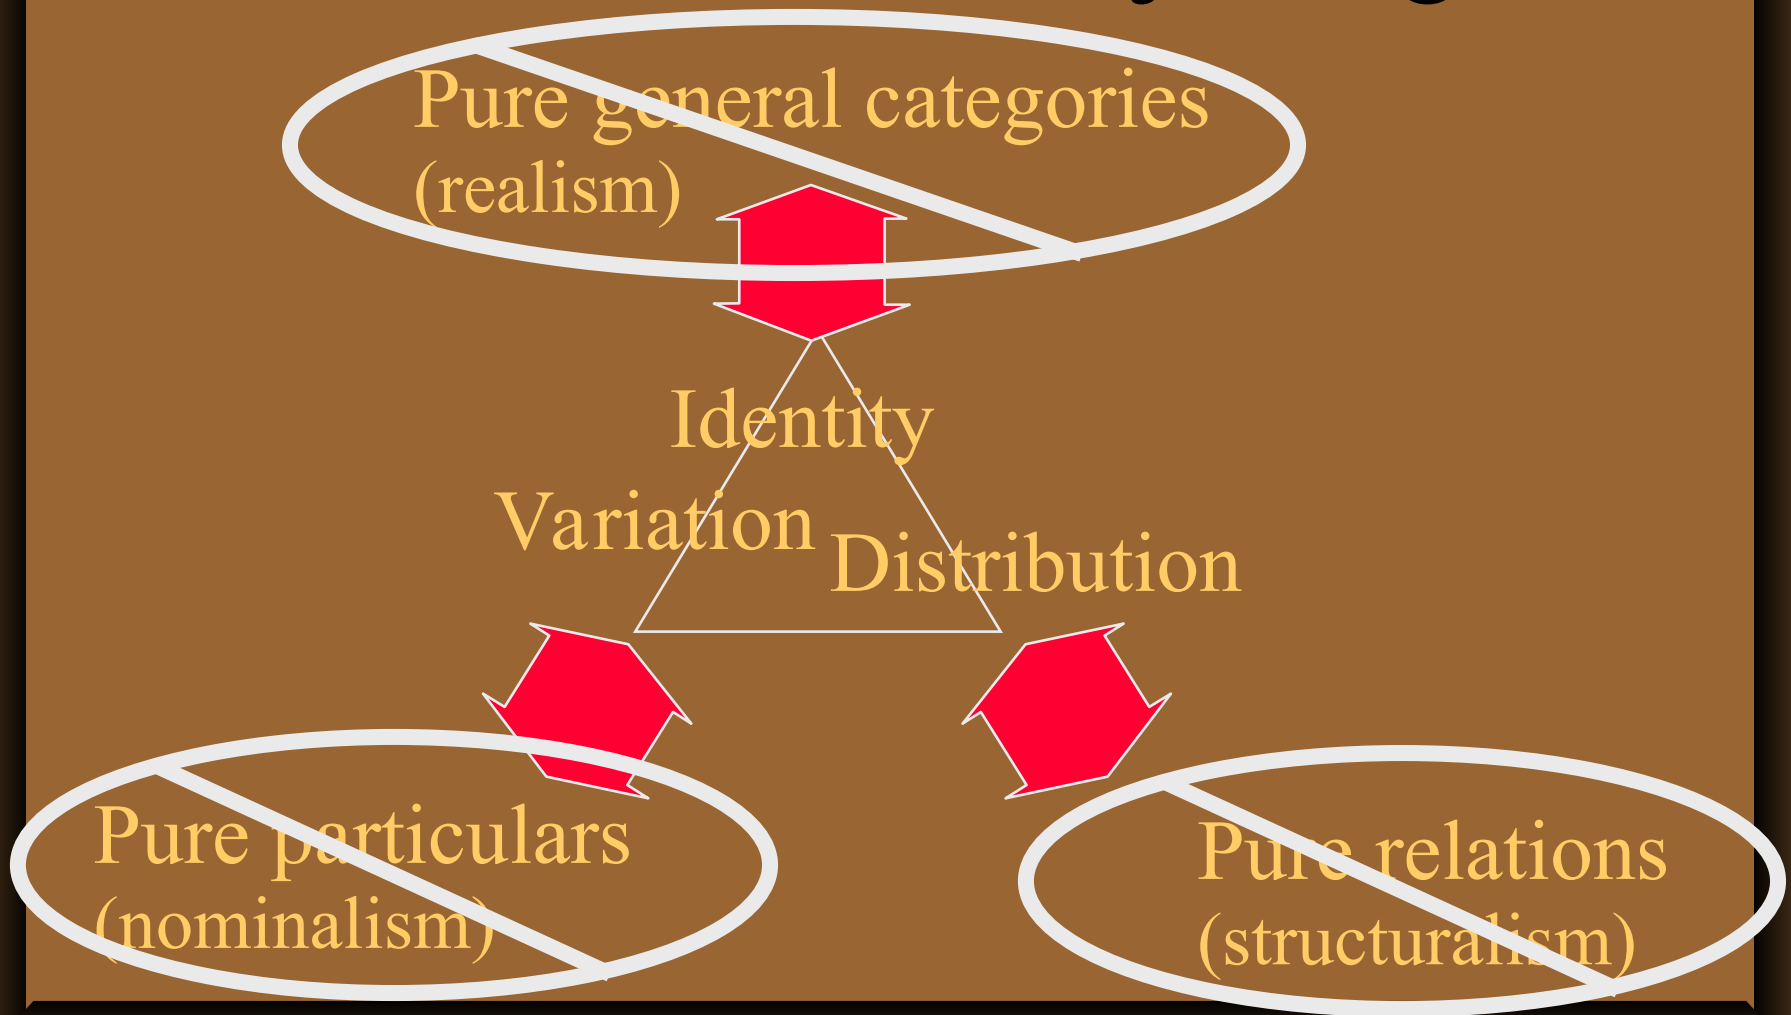 Pure general categories
(realism)
Identity
Variation
Distribution
Pure particulars
(nominalism)
Pure relations
(structuralism)